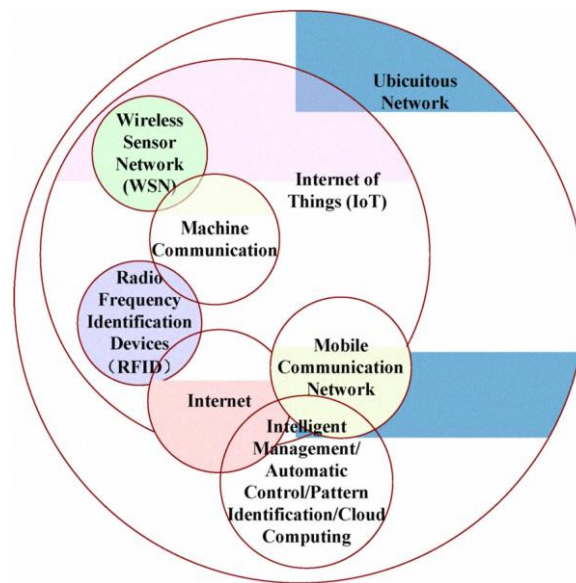 Ubicuitous
Network
Wireless
Sensor
Network
(WSN)
Internet of
Things (IoT)
Machine
Communication
Radio
Frequency
Identification
Devices
（RFID）
Mobile
Communication
Network
Internet
Intelligent
Management/
Automatic
Control/Pattern
Identification/Cloud
Computing